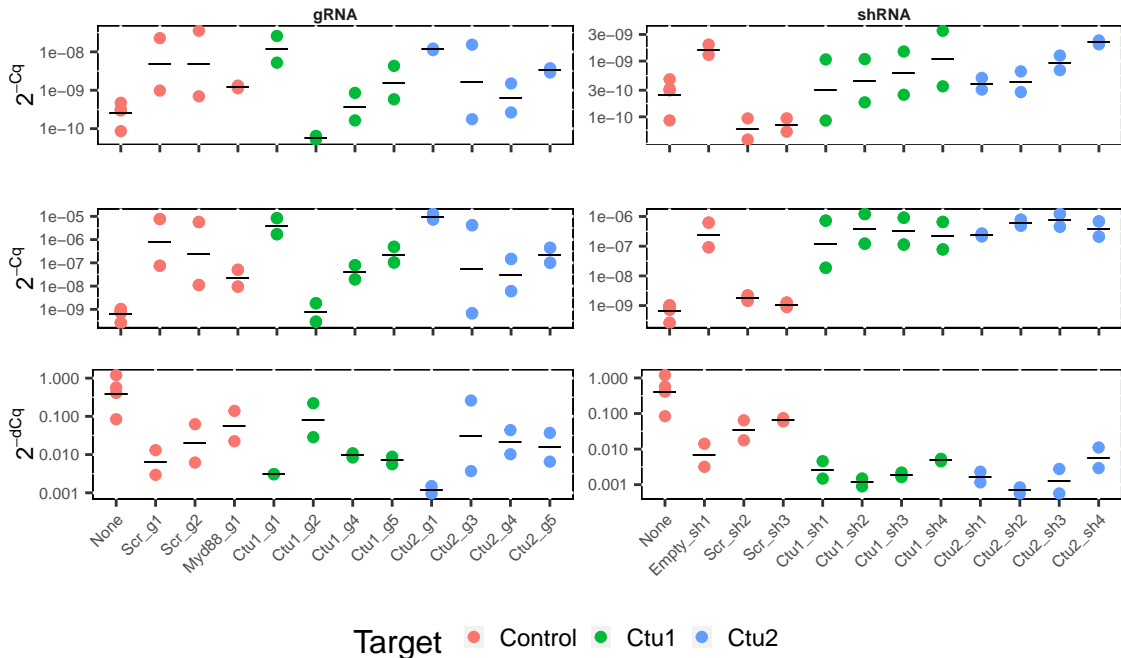 gRNA
shRNA
2^-Cq
1e−08
1e−09
1e−10
3e−09
1e−09
3e−10
1e−10
2^-Cq
1e−05
1e−06
1e−07
1e−08
1e−09
1e−06
1e−07
1e−08
1e−09
2^-dCq
1.000
0.100
0.010
0.001
1.000
0.100
0.010
0.001
None
Scr_g1
Scr_g2
Myd88_g1
Ctu1_g1
Ctu1_g2
Ctu1_g4
Ctu1_g5
Ctu2_g1
Ctu2_g3
Ctu2_g4
Ctu2_g5
None
Empty_sh1
Scr_sh2
Scr_sh3
Ctu1_sh1
Ctu1_sh2
Ctu1_sh3
Ctu1_sh4
Ctu2_sh1
Ctu2_sh2
Ctu2_sh3
Ctu2_sh4
Target Control Ctu1 Ctu2